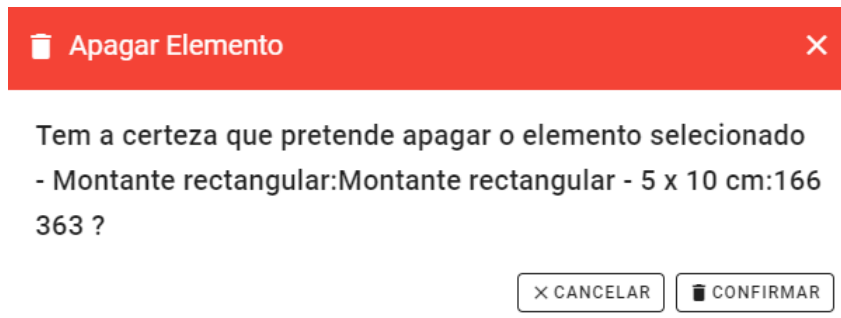 Apagar Elemento
Tem a certeza que pretende apagar o elemento selecionado
- Montante rectangular:Montante rectangular - 5 x 10 cm:166
363 ?
CANCELAR
CONFIRMAR